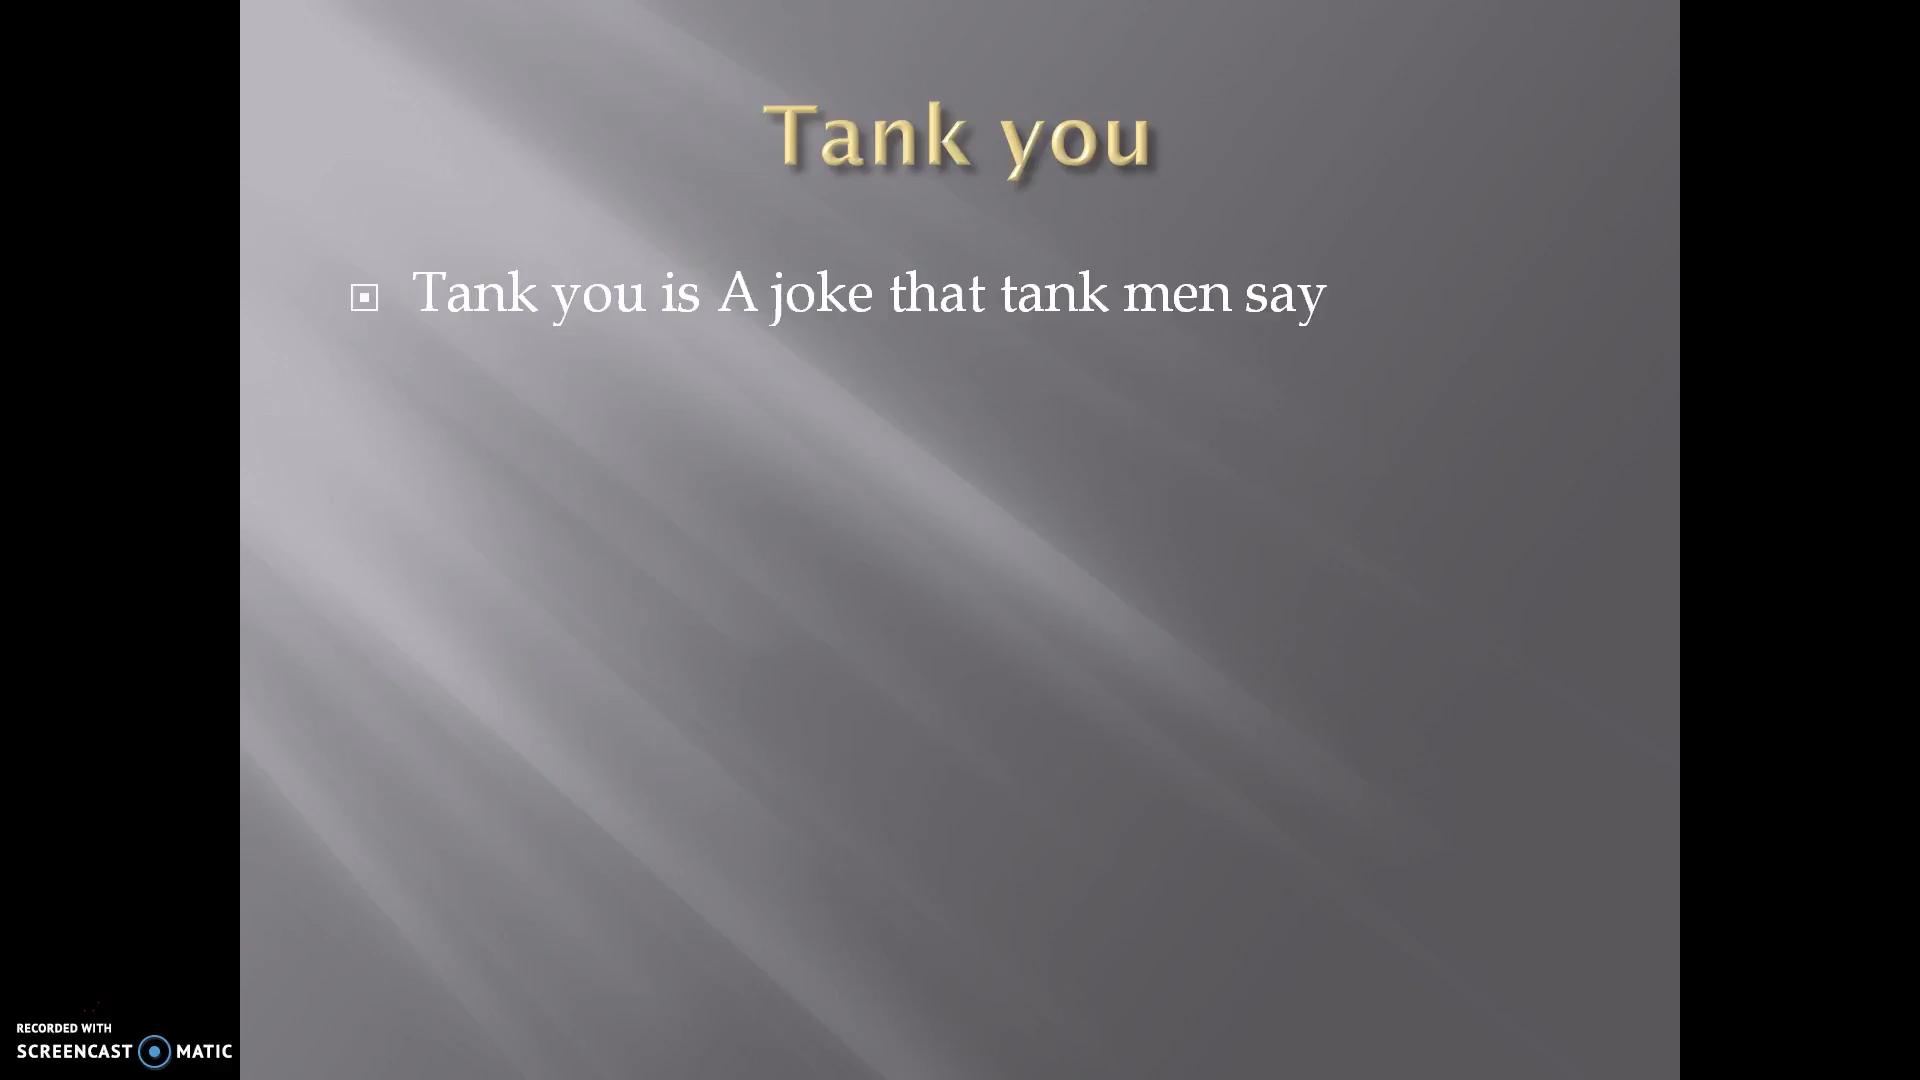 Tank you
Tank you is A joke that tank men say
RECORDED WITH
SCREENCAST MATIC